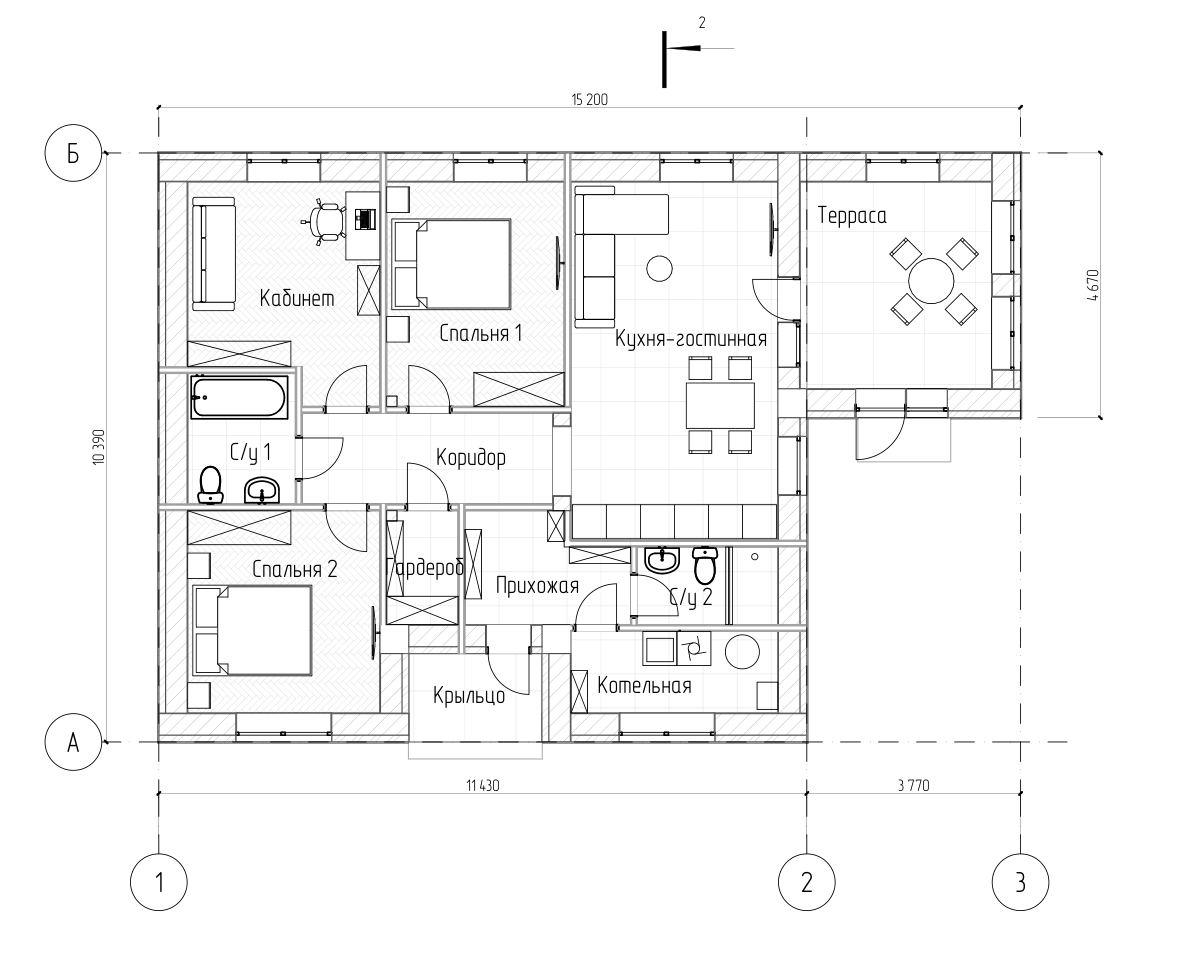 2
15 200
Б
Терраса
4 670
Кабинет
Спальня 1
Кухня-гостинная
10 390
С/у 1
Коридор
Спальня 2
Гардероб
Прихожая
С/у 2
Крыльцо
Котельная
А
11 430
3 770
1
2
3